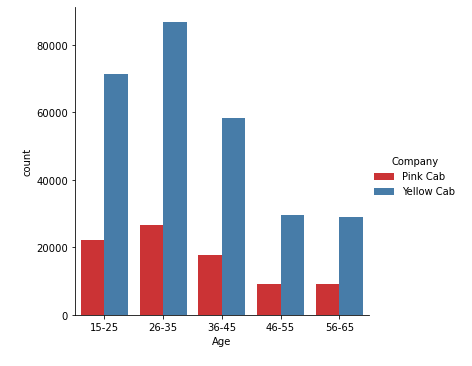 80000
60000
40000
20000
0
count
15-25 26-35 36-45 46-55 56-65
Age
Company
Pink Cab
Yellow Cab